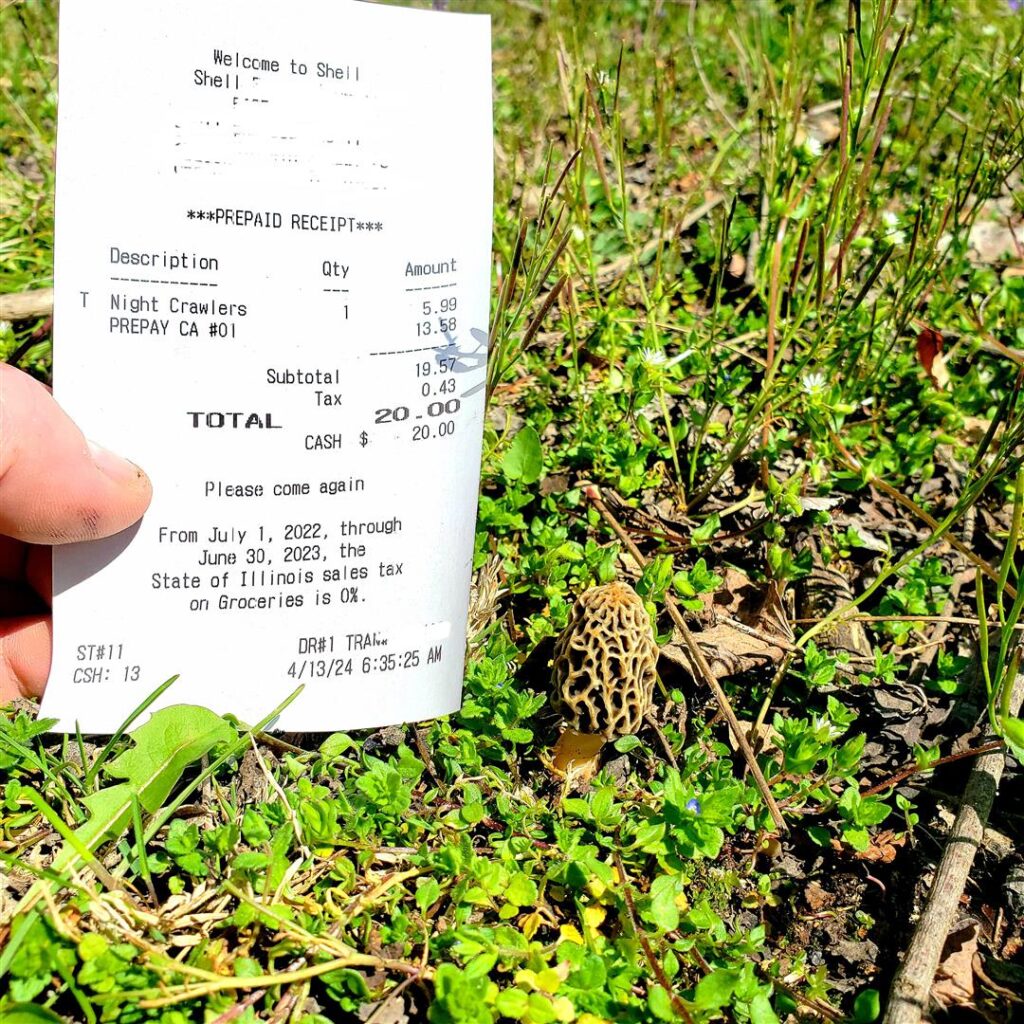 Welcome to Shell
Shell
***PREPAID RECEIPT***
Description Qty Amount
T Night Crawlers 1 5.99
PREPAY CA #01 13.58
Subtotal 19.57
Tax 0.43
TOTAL 20.00
CASH $ 20.00
Please come again
From July 1, 2022, through
June 30, 2023, the
State of Illinois sales tax
on Groceries is 0%.
ST#11 DR#1
CSH: 13 4/13/24 6:35:25 AM